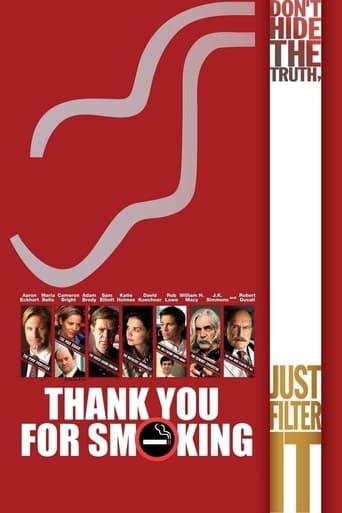 DON'T
HIDE
THE
TRUTH,
JUST
FILTER
IT
Aaron Eckhart
Maria Bello
Cameron Bright
Adam Brody
Sam Elliott
Katie Holmes
David Koechner
Rob Lowe
William H. Macy
J.K. Simmons
and
Robert Duvall
THANK YOU
FOR SMOKING